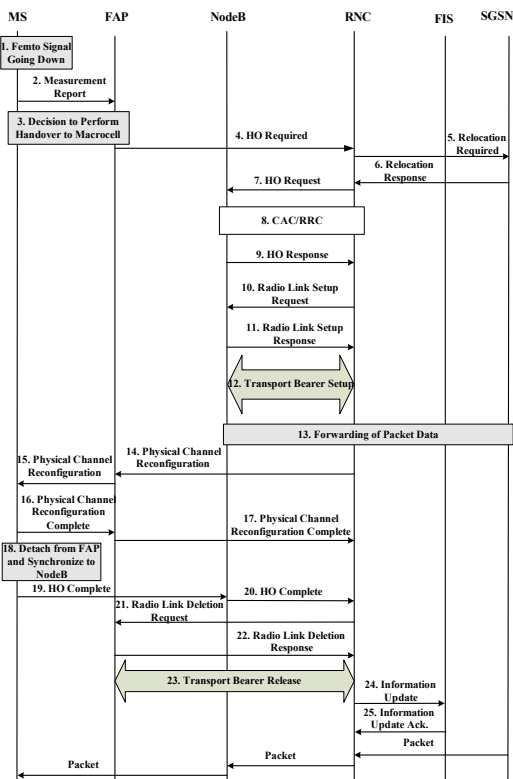 MS FAP NodeB RNC FIS SGSN
1. Femto Signal
Going Down
2. Measurement
Report
3. Decision to Perform
Handover to Macrocell
4. HO Required
5. Relocation
Required
6. Relocation
Response
7. HO Request
8. CAC/RRC
9. HO Response
10. Radio Link Setup
Request
11. Radio Link Setup
Response
12. Transport Bearer Setup
13. Forwarding of Packet Data
14. Physical Channel
Reconfiguration
15. Physical Channel
Reconfiguration
16. Physical Channel
Reconfiguration
Complete
17. Physical Channel
Reconfiguration Complete
18. Detach from FAP
and Synchronize to
NodeB
19. HO Complete
20. HO Complete
21. Radio Link Deletion
Request
22. Radio Link Deletion
Response
23. Transport Bearer Release
24. Information
Update
25. Information
Update Ack.
Packet
Packet
Packet